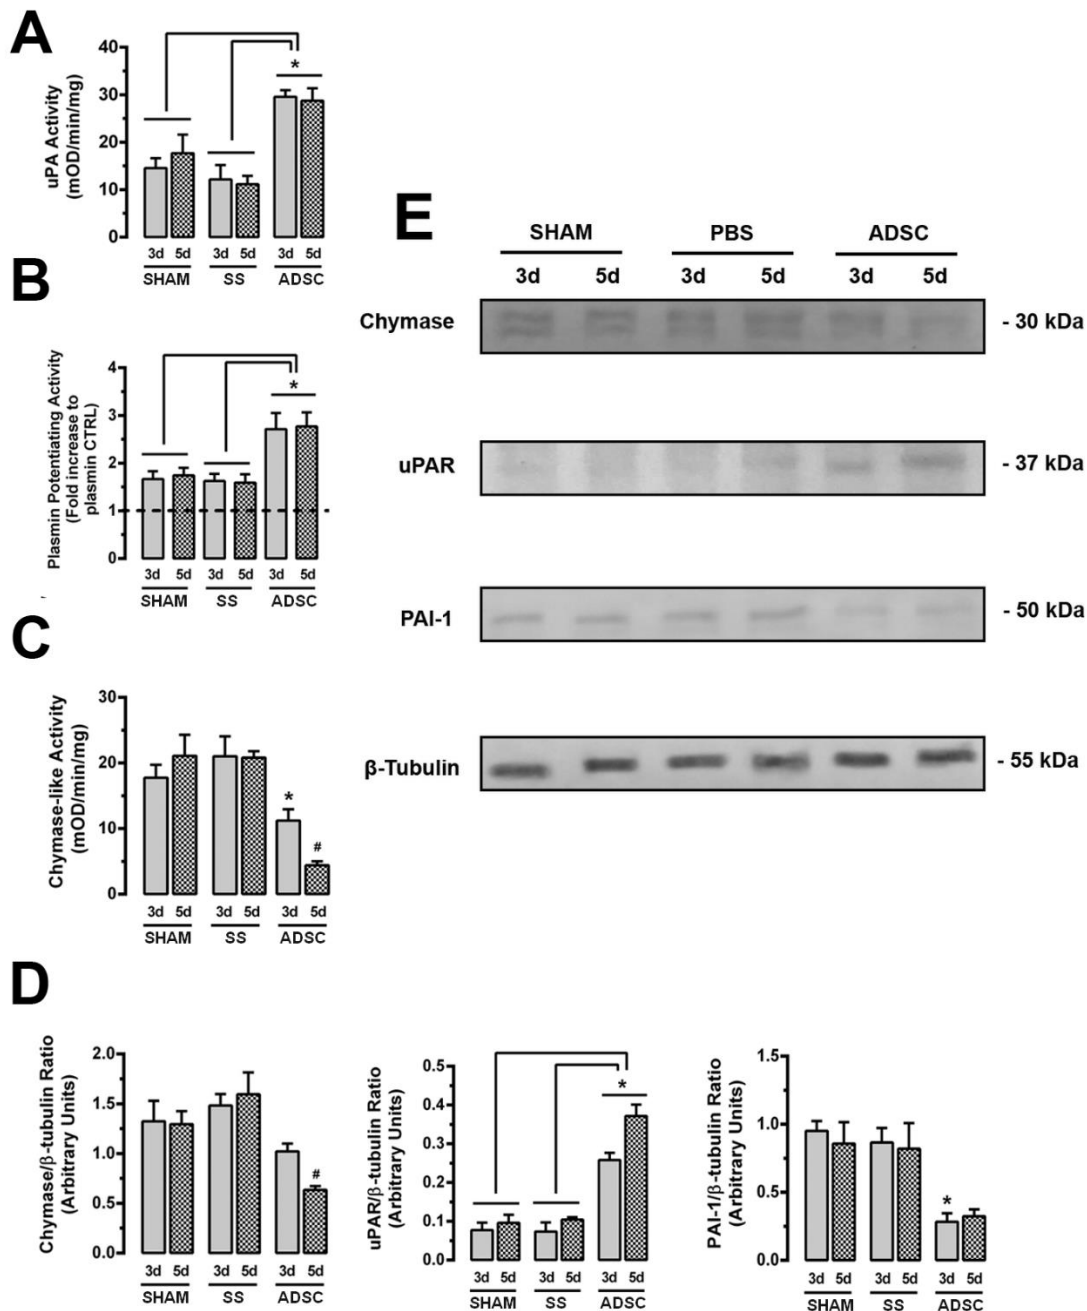 A
uPA Activity
(mOD/min/mg)
40
30
20
10
0
*
3d 5d 3d 5d 3d 5d
SHAM SS ADSC
B
Plasmin Potentiating Activity
(Fold increase to
plasmin CTRL)
4
3
2
1
0
*
3d 5d 3d 5d 3d 5d
SHAM SS ADSC
C
Chymase-like Activity
(mOD/min/mg)
30
20
10
0
*
#
3d 5d 3d 5d 3d 5d
SHAM SS ADSC
E
SHAM PBS ADSC
3d 5d 3d 5d 3d 5d
Chymase - 30 kDa
uPAR - 37 kDa
PAI-1 - 50 kDa
β-Tubulin - 55 kDa
D
Chymase/β-tubulin Ratio
(Arbitrary Units)
2.0
1.5
1.0
0.5
0.0
#
3d 5d 3d 5d 3d 5d
SHAM SS ADSC
uPAR/β-tubulin Ratio
(Arbitrary Units)
0.5
0.4
0.3
0.2
0.1
0.0
*
3d 5d 3d 5d 3d 5d
SHAM SS ADSC
PAI-1/β-tubulin Ratio
(Arbitrary Units)
1.5
1.0
0.5
0.0
*
3d 5d 3d 5d 3d 5d
SHAM SS ADSC